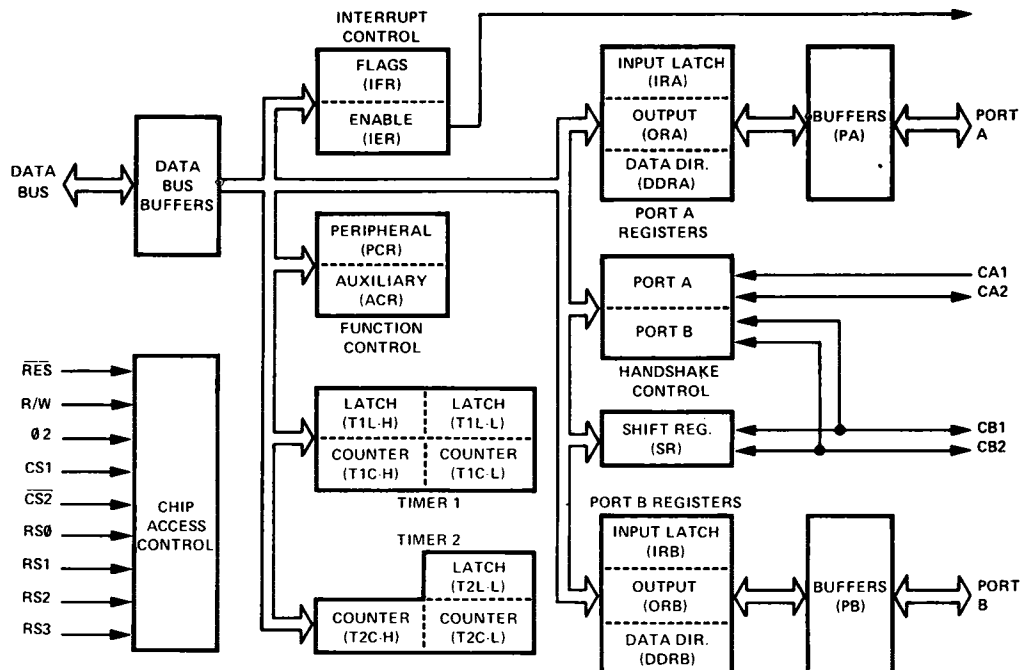 INTERRUPT
CONTROL
FLAGS
(IFR)
ENABLE
(IER)
INPUT LATCH
(IRA)
OUTPUT
(ORA)
DATA DIR.
(DDRA)
PORT A
REGISTERS
BUFFERS
(PA)
PORT
A
DATA
BUS
DATA
BUS
BUFFERS
PERIPHERAL
(PCR)
AUXILIARY
(ACR)
FUNCTION
CONTROL
PORT A
PORT B
HANDSHAKE
CONTROL
CA1
CA2
R̅E̅S̅
R/W
Ø2
CS1
C̅S̅2̅
RSØ
RS1
RS2
RS3
CHIP
ACCESS
CONTROL
LATCH
(T1L-H)
LATCH
(T1L-L)
COUNTER
(T1C-H)
COUNTER
(T1C-L)
TIMER 1
SHIFT REG.
(SR)
CB1
CB2
TIMER 2
LATCH
(T2L-L)
COUNTER
(T2C-H)
COUNTER
(T2C-L)
PORT B REGISTERS
INPUT LATCH
(IRB)
OUTPUT
(ORB)
DATA DIR.
(DDRB)
BUFFERS
(PB)
PORT
B